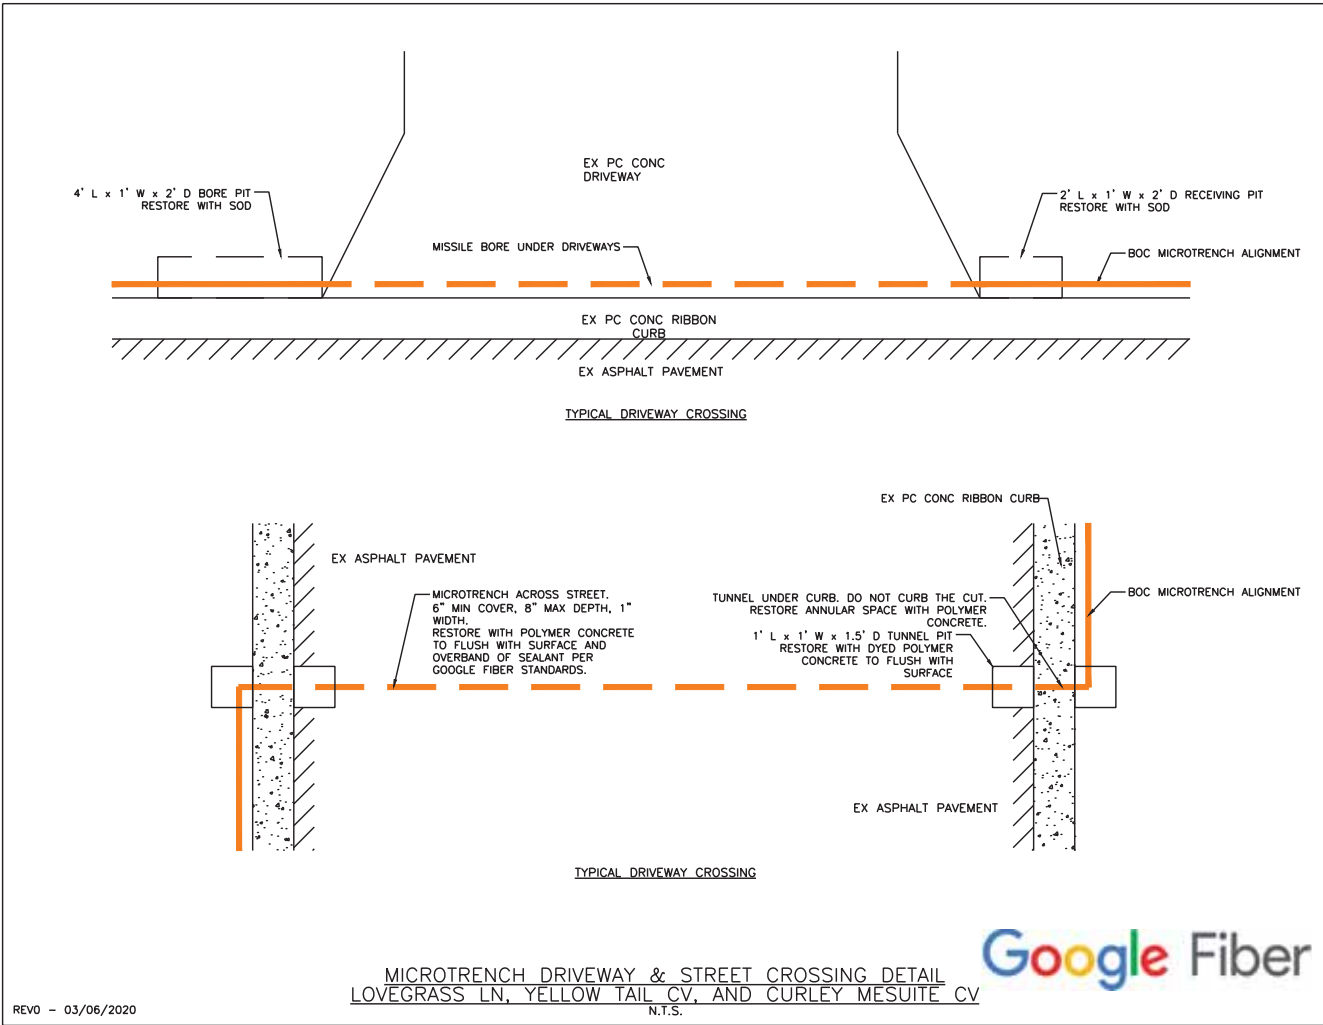 EX PC CONC
DRIVEWAY
4' L x 1' W x 2' D BORE PIT
RESTORE WITH SOD
2' L x 1' W x 2' D RECEIVING PIT
RESTORE WITH SOD
MISSILE BORE UNDER DRIVEWAYS
BOC MICROTRENCH ALIGNMENT
EX PC CONC RIBBON
CURB
EX ASPHALT PAVEMENT
TYPICAL DRIVEWAY CROSSING
EX PC CONC RIBBON CURB
EX ASPHALT PAVEMENT
MICROTRENCH ACROSS STREET.
6" MIN COVER, 8" MAX DEPTH, 1"
WIDTH.
RESTORE WITH POLYMER CONCRETE
TO FLUSH WITH SURFACE AND
OVERBAND OF SEALANT PER
GOOGLE FIBER STANDARDS.
TUNNEL UNDER CURB. DO NOT CURB THE CUT.
RESTORE ANNULAR SPACE WITH POLYMER
CONCRETE.
1' L x 1' W x 1.5' D TUNNEL PIT
RESTORE WITH DYED POLYMER
CONCRETE TO FLUSH WITH
SURFACE
BOC MICROTRENCH ALIGNMENT
EX ASPHALT PAVEMENT
TYPICAL DRIVEWAY CROSSING
Google Fiber
MICROTRENCH DRIVEWAY & STREET CROSSING DETAIL
LOVEGRASS LN, YELLOW TAIL CV, AND CURLEY MESUITE CV
N.T.S.
REV0 - 03/06/2020